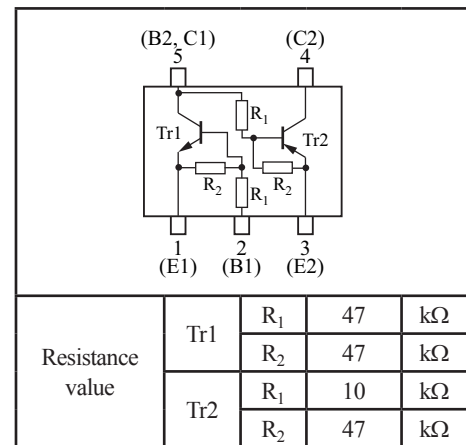 (B2, C1) (C2)
5 4
R1
Tr1 Tr2
R2 R1 R2
1 2 3
(E1) (B1) (E2)
Resistance value Tr1 R1 47 kΩ
R2 47 kΩ
Tr2 R1 10 kΩ
R2 47 kΩ